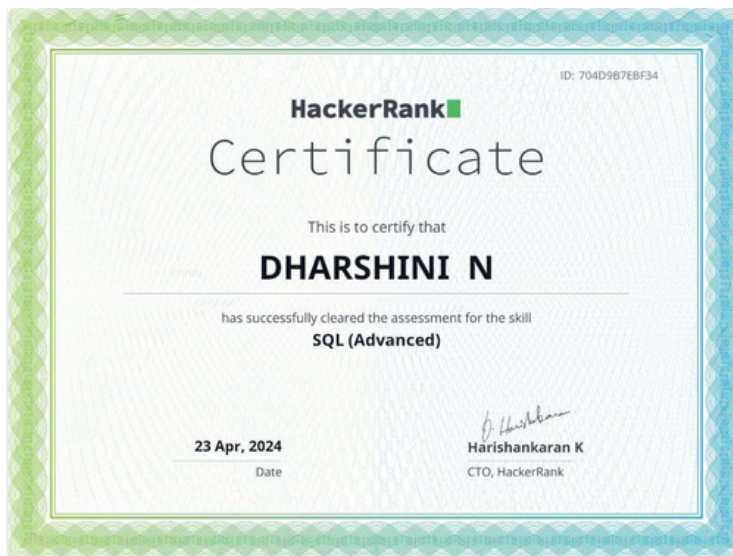 ID: 704D9B7EBF34
HackerRank
Certificate
This is to certify that
DHARSHINI N
has successfully cleared the assessment for the skill
SQL (Advanced)
23 Apr, 2024
Harishankaran K
Date
CTO, HackerRank